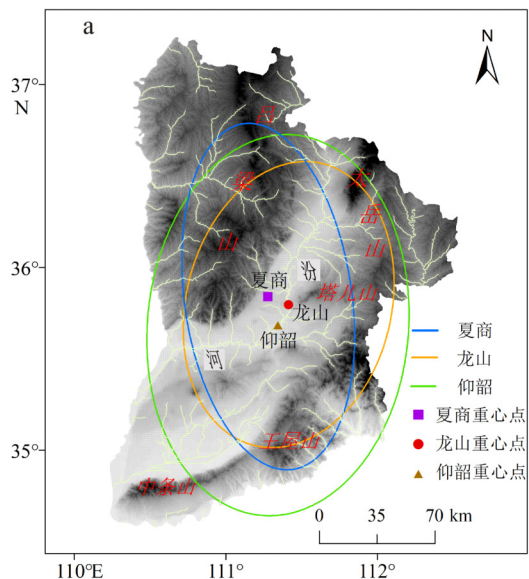 a
N
37°
N
36°
35°
吕
梁
山
太
岳
山
塔儿山
汾
河
夏商
龙山
仰韶
王屋山
中条山
夏商
龙山
仰韶
夏商重心点
龙山重心点
仰韶重心点
0 35 70 km
110°E 111° 112°